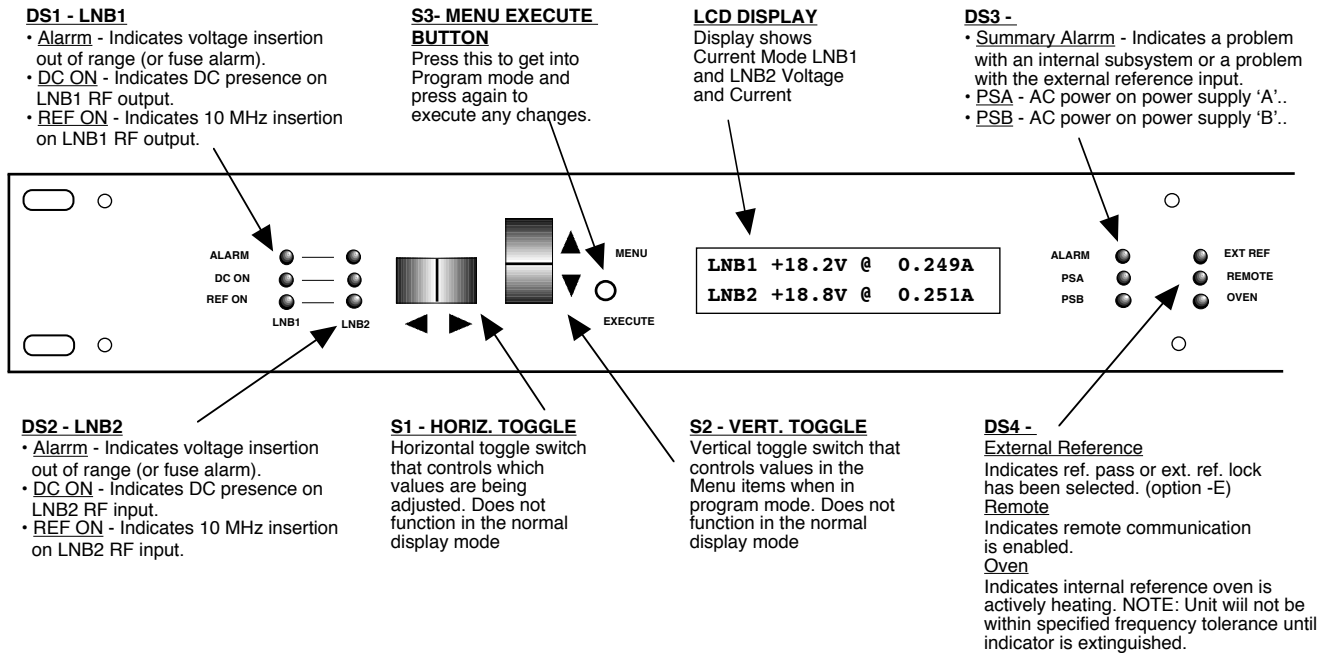 DS1 - LNB1
• Alarrm - Indicates voltage insertion
out of range (or fuse alarm).
• DC ON - Indicates DC presence on
LNB1 RF output.
• REF ON - Indicates 10 MHz insertion
on LNB1 RF output.
S3- MENU EXECUTE
BUTTON
Press this to get into
Program mode and
press again to
execute any changes.
LCD DISPLAY
Display shows
Current Mode LNB1
and LNB2 Voltage
and Current
DS3 -
• Summary Alarrm - Indicates a problem
with an internal subsystem or a problem
with the external reference input.
• PSA - AC power on power supply 'A'..
• PSB - AC power on power supply 'B'..
ALARM
DC ON
REF ON
LNB1
LNB2
MENU
EXECUTE
LNB1 +18.2V @ 0.249A
LNB2 +18.8V @ 0.251A
ALARM
PSA
PSB
EXT REF
REMOTE
OVEN
DS2 - LNB2
• Alarrm - Indicates voltage insertion
out of range (or fuse alarm).
• DC ON - Indicates DC presence on
LNB2 RF input.
• REF ON - Indicates 10 MHz insertion
on LNB2 RF input.
S1 - HORIZ. TOGGLE
Horizontal toggle switch
that controls which
values are being
adjusted. Does not
function in the normal
display mode
S2 - VERT. TOGGLE
Vertical toggle switch that
controls values in the
Menu items when in
program mode. Does not
function in the normal
display mode
DS4 -
External Reference
Indicates ref. pass or ext. ref. lock
has been selected. (option -E)
Remote
Indicates remote communication
is enabled.
Oven
Indicates internal reference oven is
actively heating. NOTE: Unit wiil not be
within specified frequency tolerance until
indicator is extinguished.